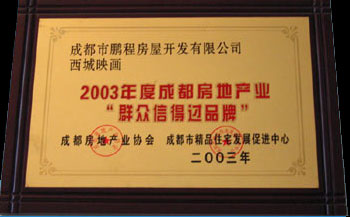 成都市鹏程房屋开发有限公司
西城映画
2003年度成都房地产业
“群众信得过品牌”
成都房地产业协会 成都市精品住宅发展促进中心
二00三年